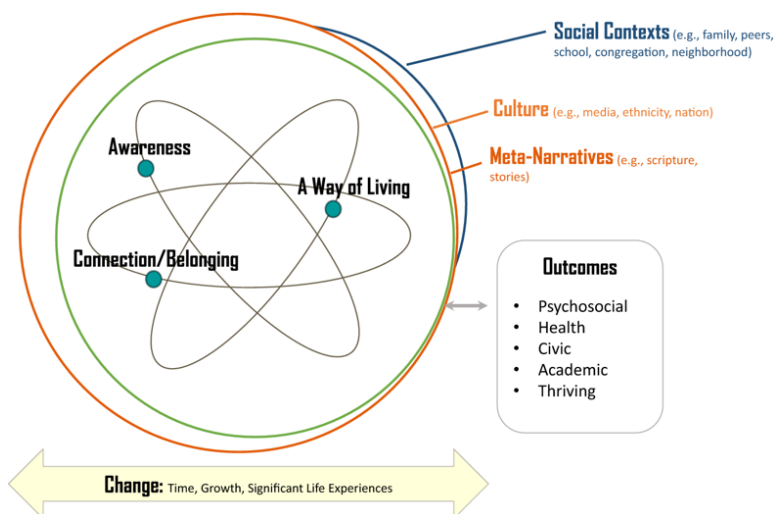 Social Contexts (e.g., family, peers,
school, congregation, neighborhood)
Culture (e.g., media, ethnicity, nation)
Meta-Narratives (e.g., scripture,
stories)
Awareness
A Way of Living
Connection/Belonging
Outcomes
• Psychosocial
• Health
• Civic
• Academic
• Thriving
Change: Time, Growth, Significant Life Experiences